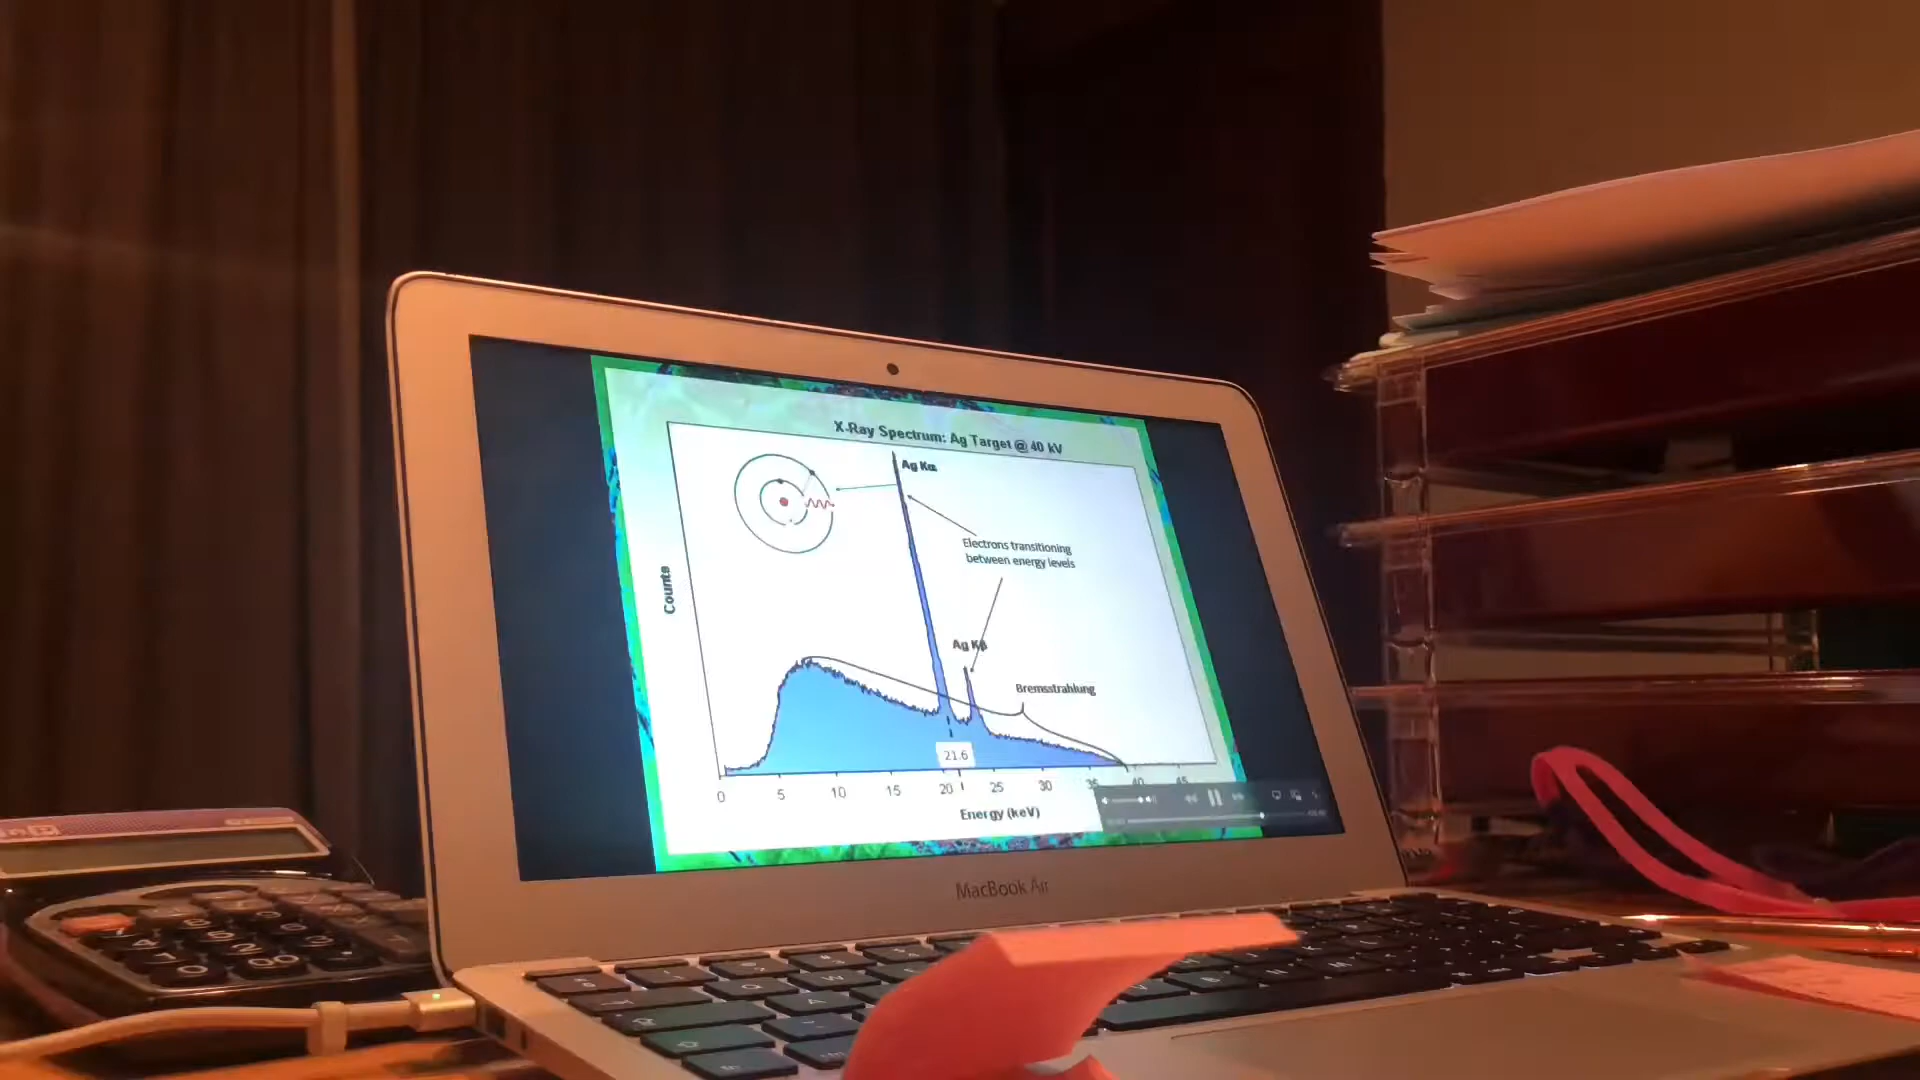 X-Ray Spectrum: Ag Target @ 40 kV
Ag Kα
Electrons transitioning
between energy levels
Counts
Ag Kβ
Bremsstrahlung
21.6
0 5 10 15 20 25 30 35 40 45
Energy (keV)
MacBook Air